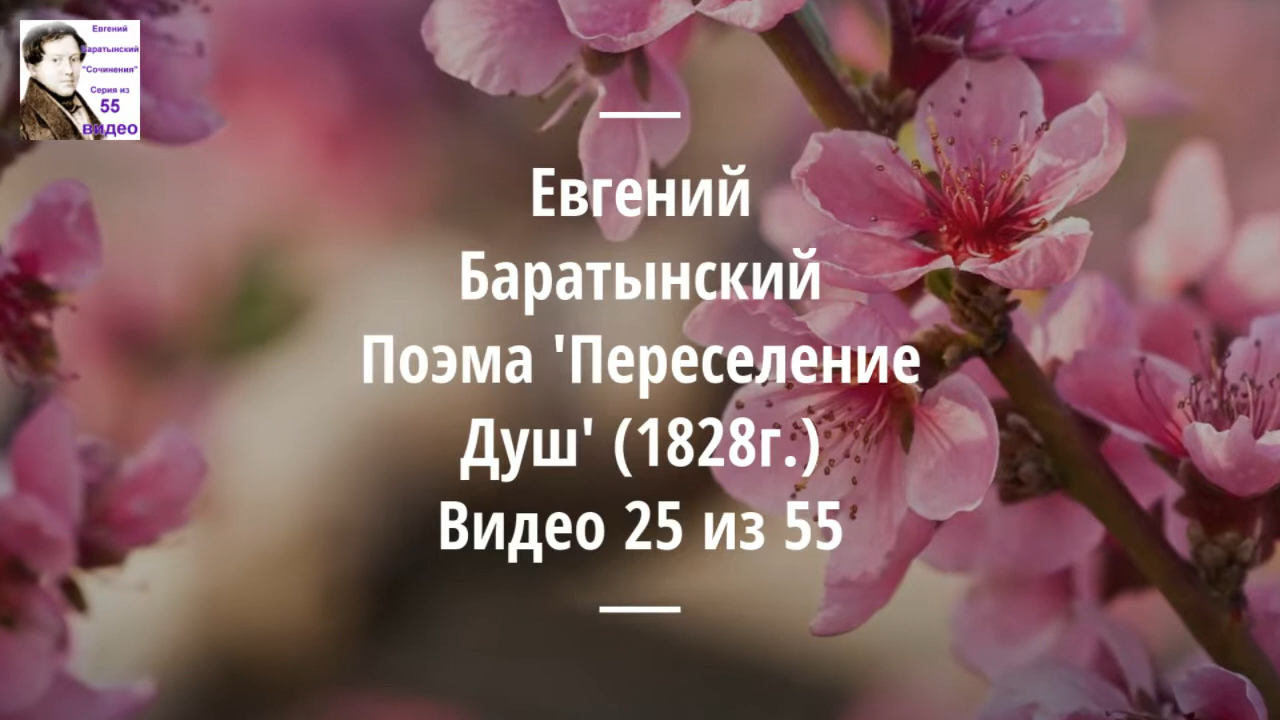 Евгений
Баратынский
"Сочинения"
Серия из
55
видео
Евгений
Баратынский
Поэма 'Переселение
Душ' (1828г.)
Видео 25 из 55